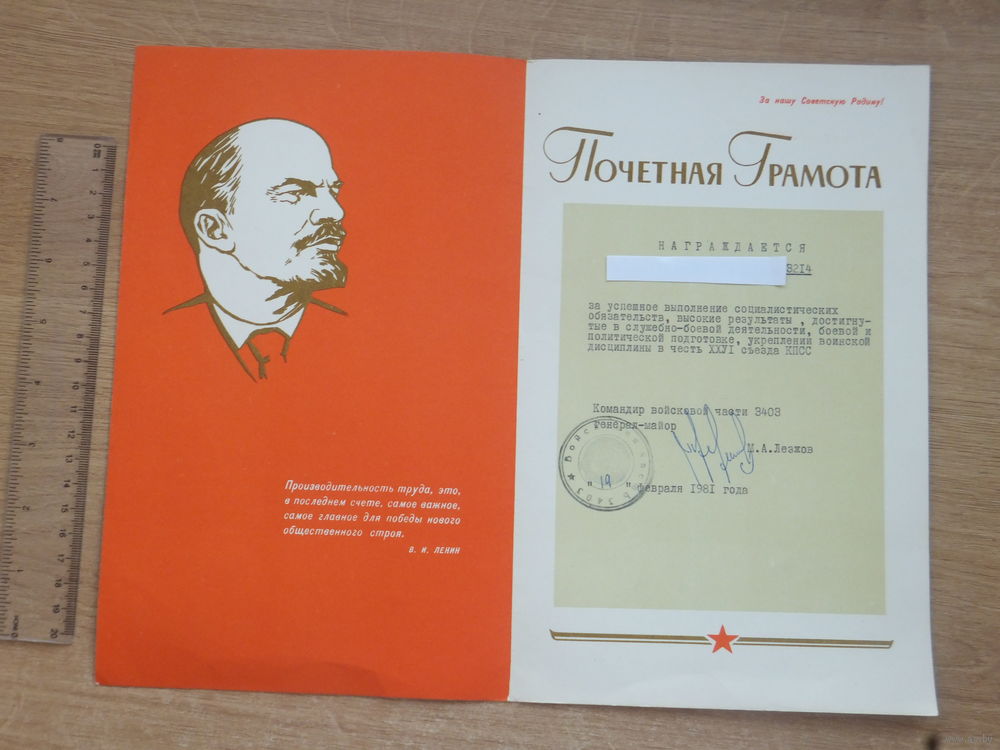 Производительность труда, это,
в последнем счете, самое важное,
самое главное для победы нового
общественного строя.
В. И. ЛЕНИН
За нашу Советскую Родину!
ПОЧЕТНАЯ ГРАМОТА
НАГРАЖДАЕТСЯ
3214
за успешное выполнение социалистических
обязательств, высокие результаты , достигну-
тые в служебно-боевой деятельности, боевой и
политической подготовке, укреплении воинской
дисциплины в честь ХХУI съезда КПСС
Командир войсковой части 3403
Генерал-майор
М.А.Лезжов
" 19 " февраля 1981 года